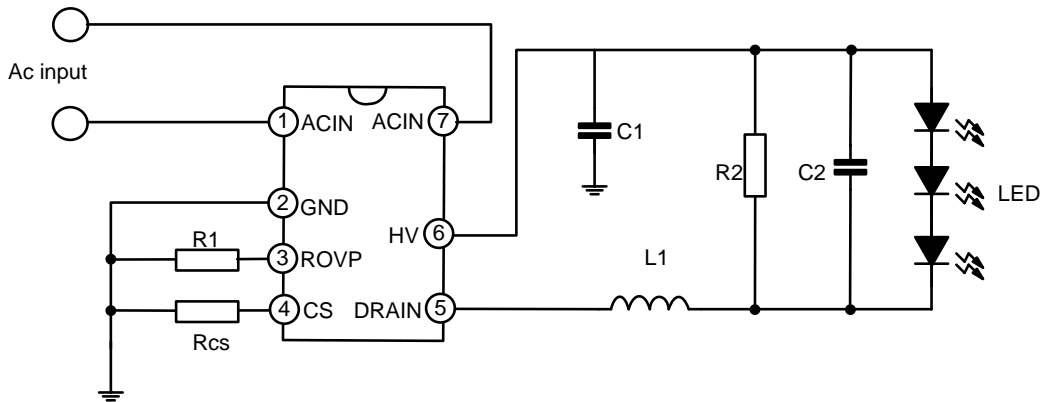 Ac input
1 ACIN ACIN 7
2 GND
R1
3 ROVP
HV 6
4 CS
DRAIN 5
Rcs
C1
R2
C2
LED
L1